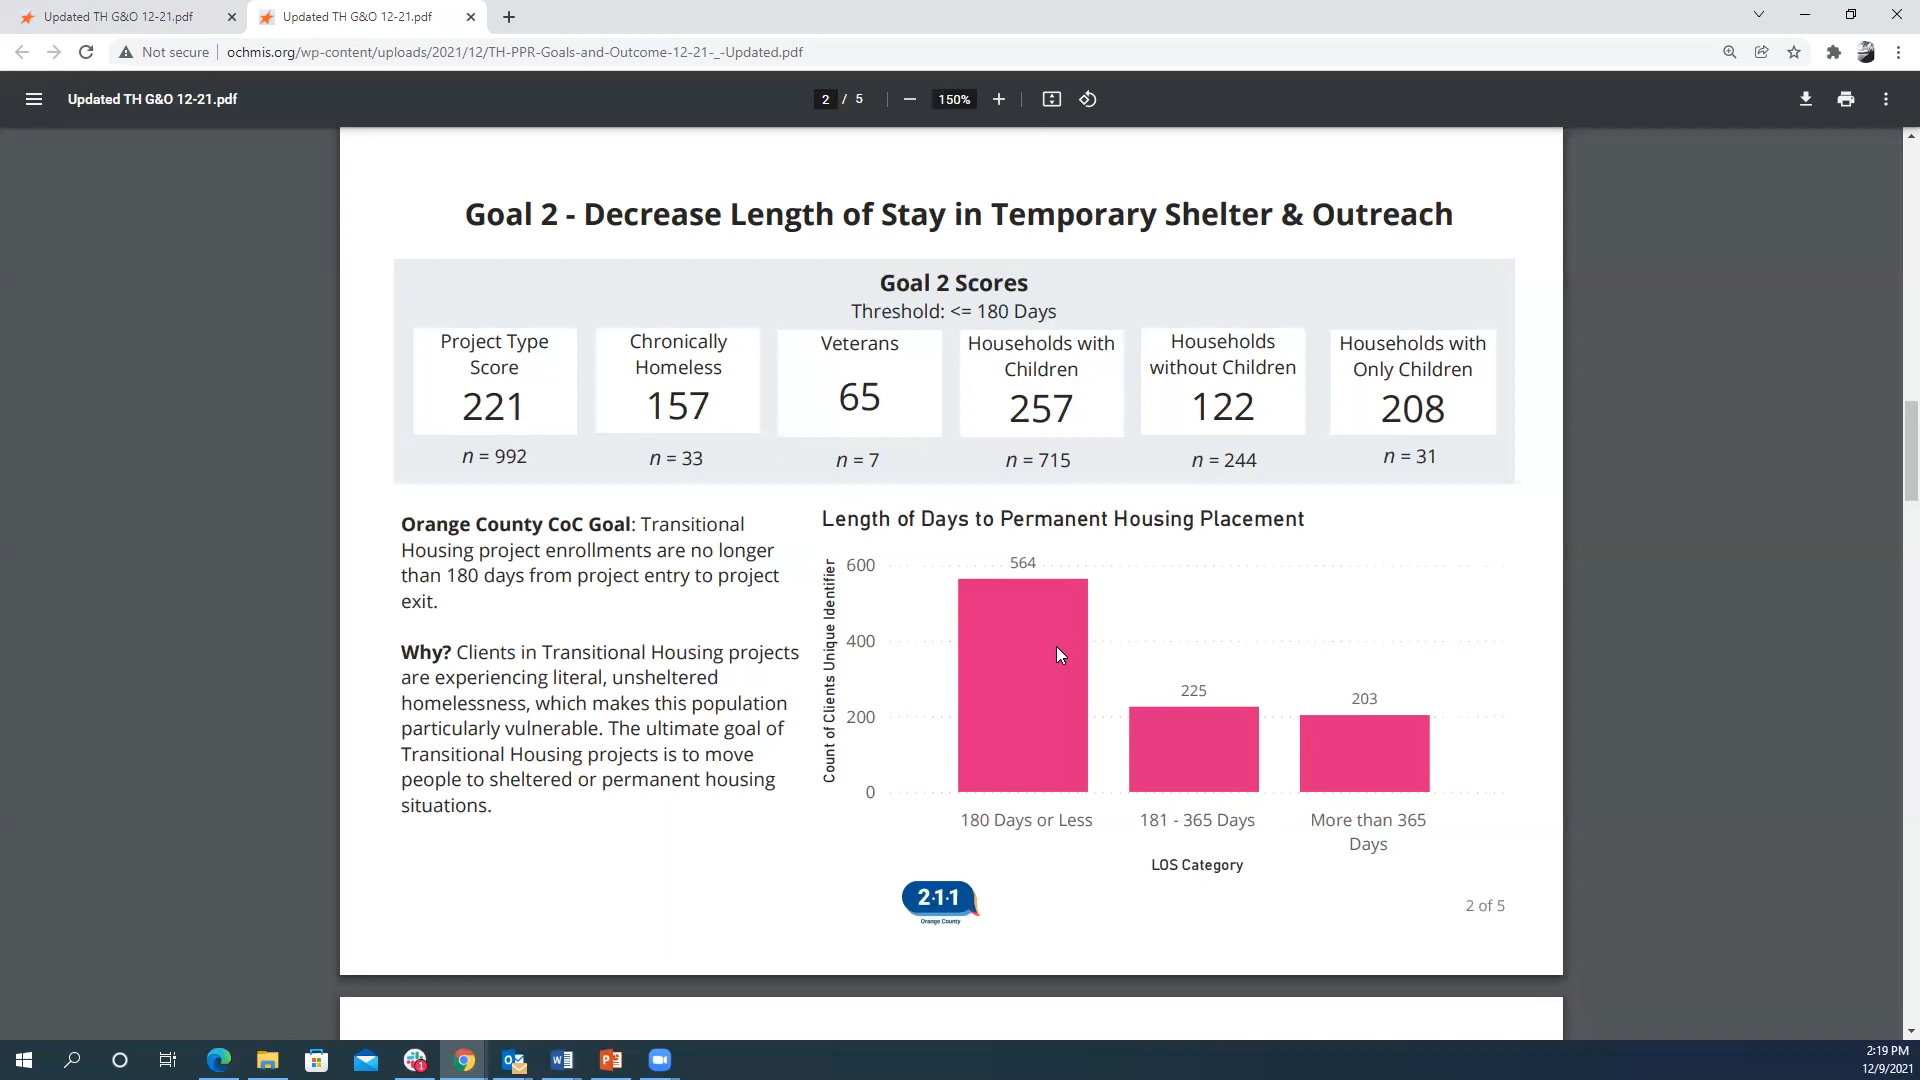 Updated TH G&O 12-21.pdf
Updated TH G&O 12-21.pdf
Not secure
ochmis.org/wp-content/uploads/2021/12/TH-PPR-Goals-and-Outcome-12-21-_-Updated.pdf
Updated TH G&O 12-21.pdf
2 / 5
150%
Goal 2 - Decrease Length of Stay in Temporary Shelter & Outreach
Goal 2 Scores
Threshold: <= 180 Days
Project Type
Score
221
n = 992
Chronically
Homeless
157
n = 33
Veterans
65
n = 7
Households with
Children
257
n = 715
Households
without Children
122
n = 244
Households with
Only Children
208
n = 31
Orange County CoC Goal: Transitional
Housing project enrollments are no longer
than 180 days from project entry to project
exit.
Why? Clients in Transitional Housing projects
are experiencing literal, unsheltered
homelessness, which makes this population
particularly vulnerable. The ultimate goal of
Transitional Housing projects is to move
people to sheltered or permanent housing
situations.
Length of Days to Permanent Housing Placement
Count of Clients Unique Identifier
600
400
200
0
564
225
203
180 Days or Less
181 - 365 Days
More than 365
Days
LOS Category
2·1·1
Orange County
2 of 5
1
2:19 PM
12/9/2021